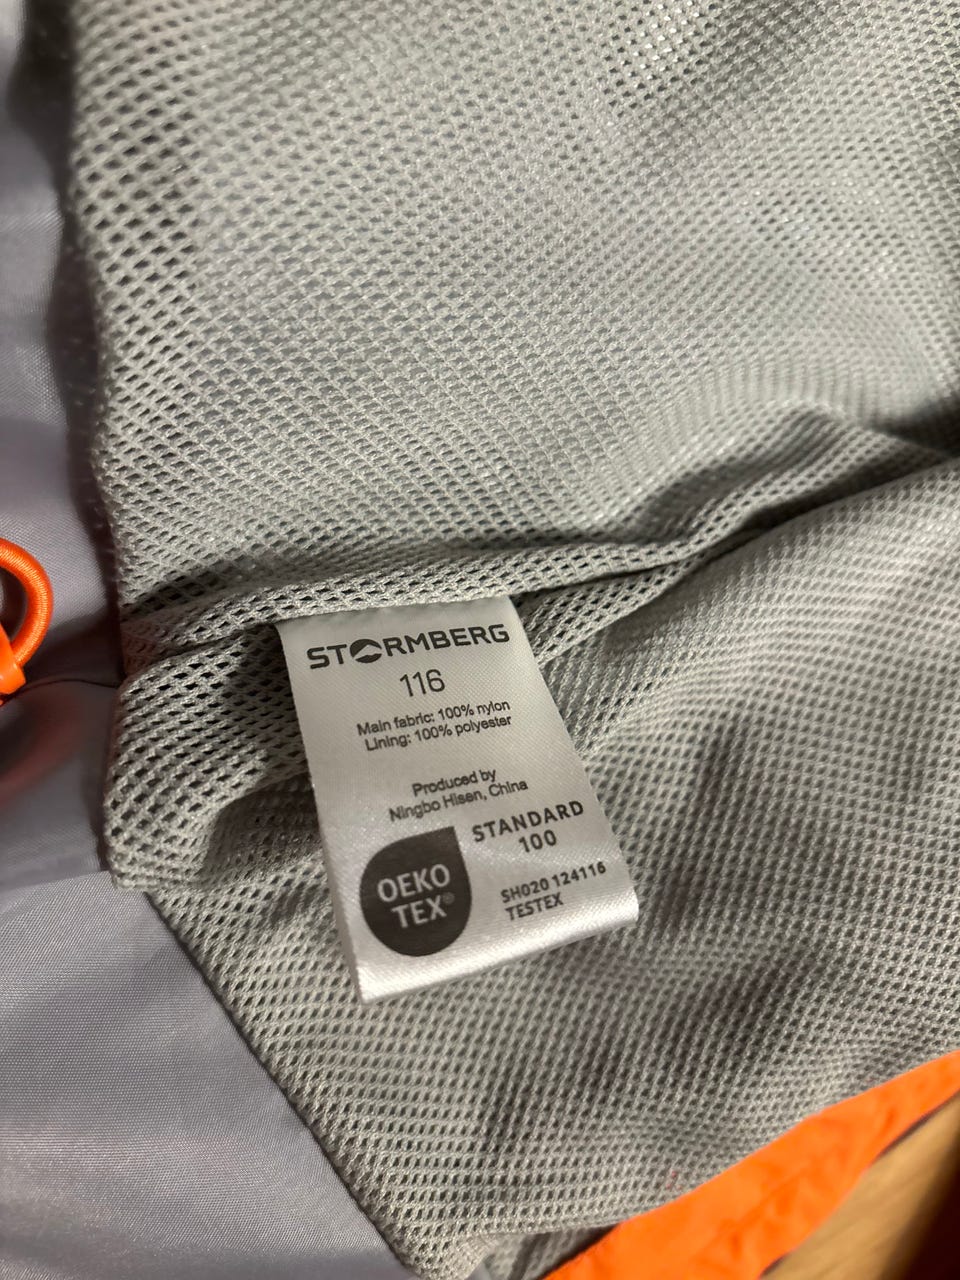 STORMBERG
116
Main fabric: 100% nylon
Lining: 100% polyester
Produced by
Ningbo Hisen, China
OEKO
TEX®
STANDARD
100
SH020 124116
TESTEX